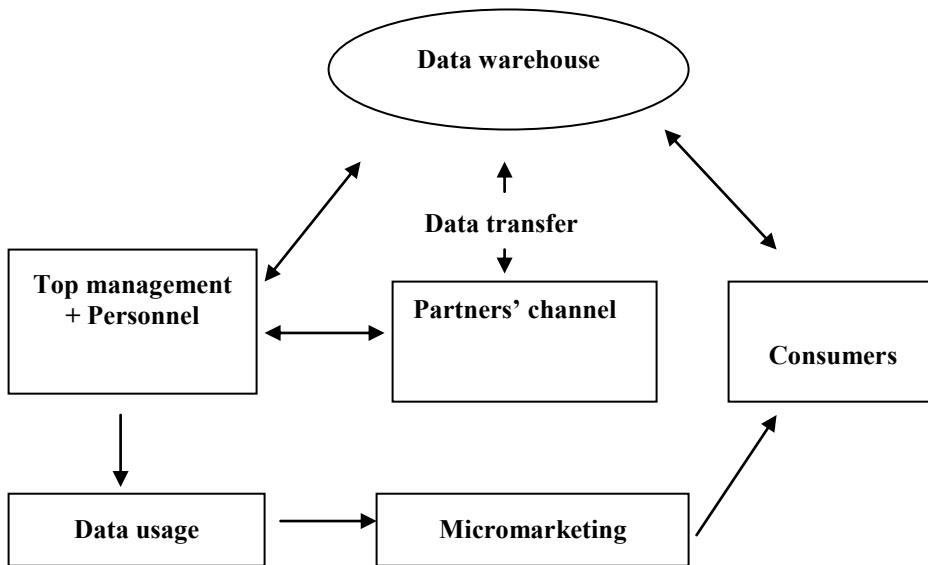 Data warehouse
Data transfer
Top management
+ Personnel
Partners’ channel
Consumers
Data usage
Micromarketing